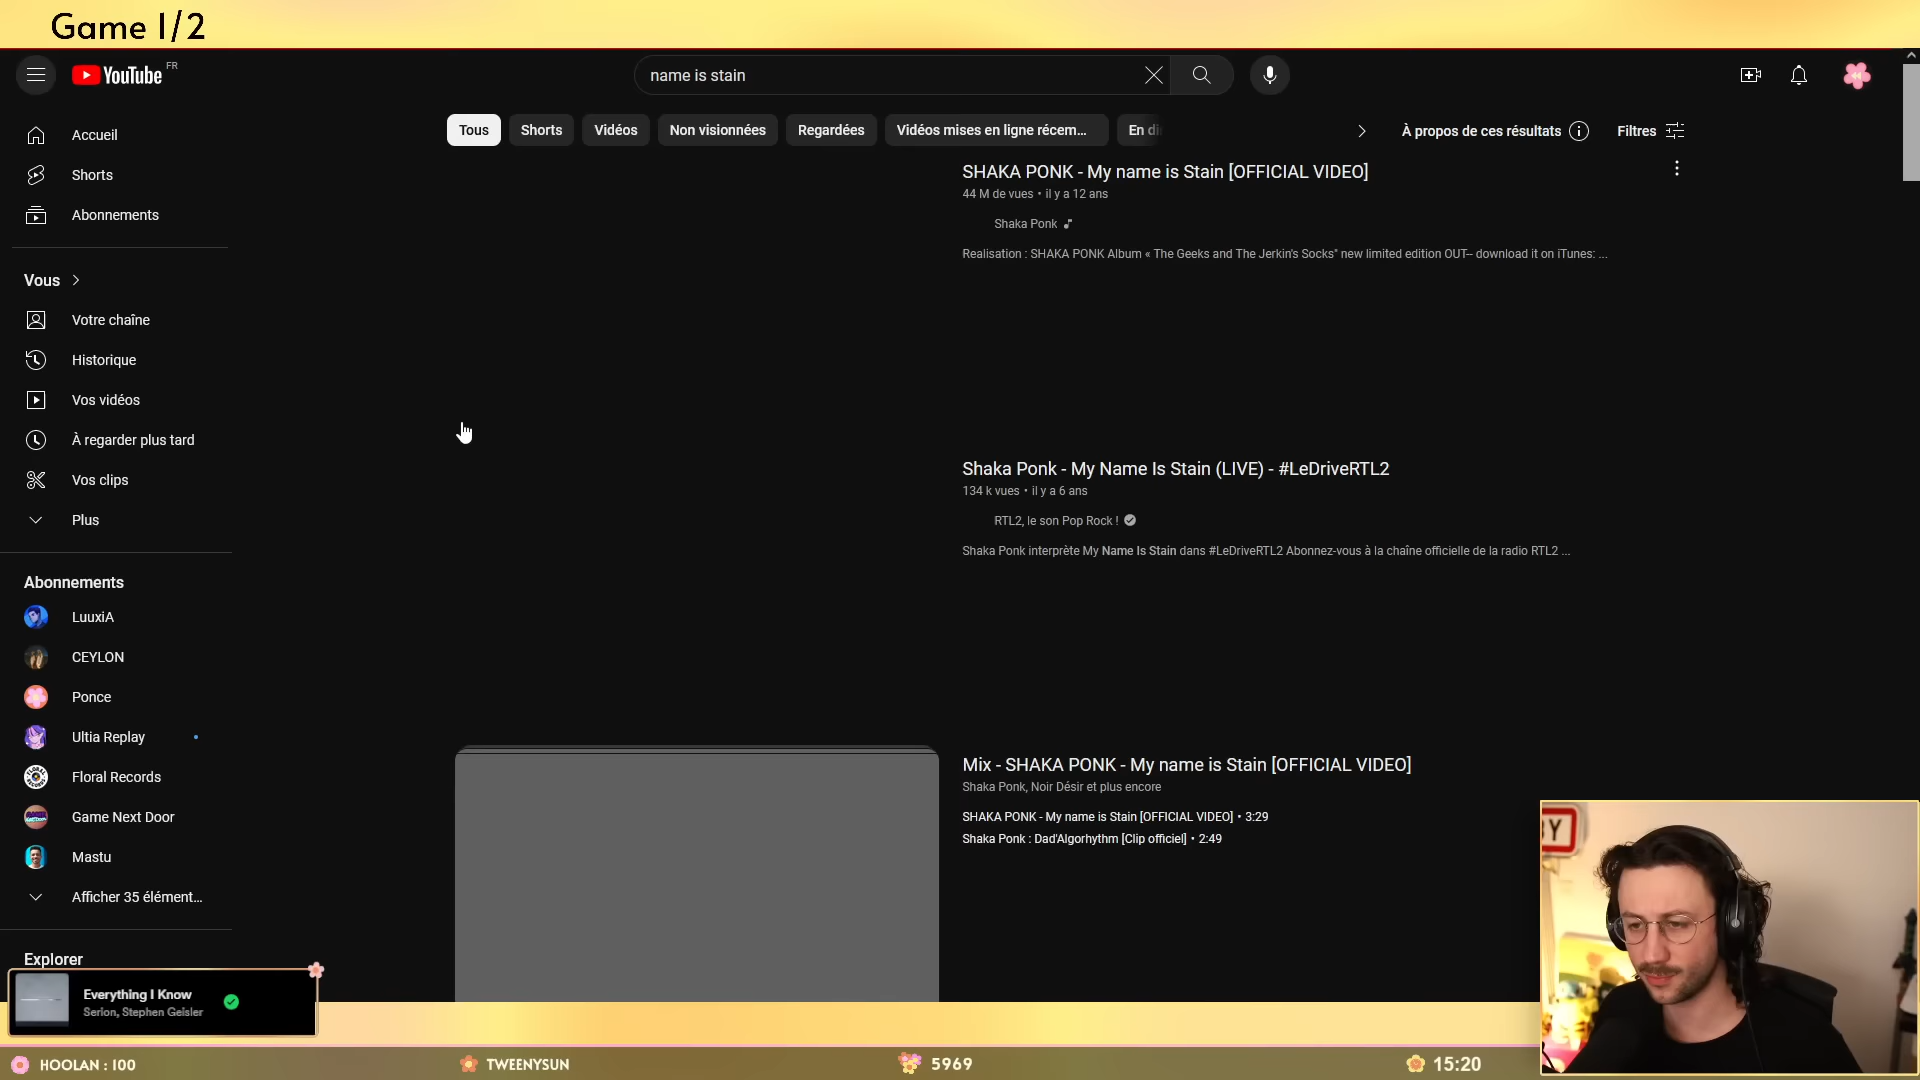 Game 1/2
YouTube FR
name is stain
Accueil
Shorts
Abonnements
Vous
Votre chaîne
Historique
Vos vidéos
À regarder plus tard
Vos clips
Plus
Abonnements
LuuxiA
CEYLON
Ponce
Ultia Replay
Floral Records
Game Next Door
Mastu
Afficher 35 élément...
Explorer
Tous
Shorts
Vidéos
Non visionnées
Regardées
Vidéos mises en ligne récem...
En di
À propos de ces résultats
Filtres
SHAKA PONK - My name is Stain [OFFICIAL VIDEO]
44 M de vues • il y a 12 ans
Shaka Ponk
Realisation : SHAKA PONK Album « The Geeks and The Jerkin's Socks" new limited edition OUT-- download it on iTunes: ...
Shaka Ponk - My Name Is Stain (LIVE) - #LeDriveRTL2
134 k vues • il y a 6 ans
RTL2, le son Pop Rock !
Shaka Ponk interprète My Name Is Stain dans #LeDriveRTL2 Abonnez-vous à la chaîne officielle de la radio RTL2 ...
Mix - SHAKA PONK - My name is Stain [OFFICIAL VIDEO]
Shaka Ponk, Noir Désir et plus encore
SHAKA PONK - My name is Stain [OFFICIAL VIDEO] • 3:29
Shaka Ponk : Dad'Algorhythm [Clip officiel] • 2:49
Everything I Know
Serlon, Stephen Geisler
HOOLAN : 100
TWEENYSUN
5969
15:20